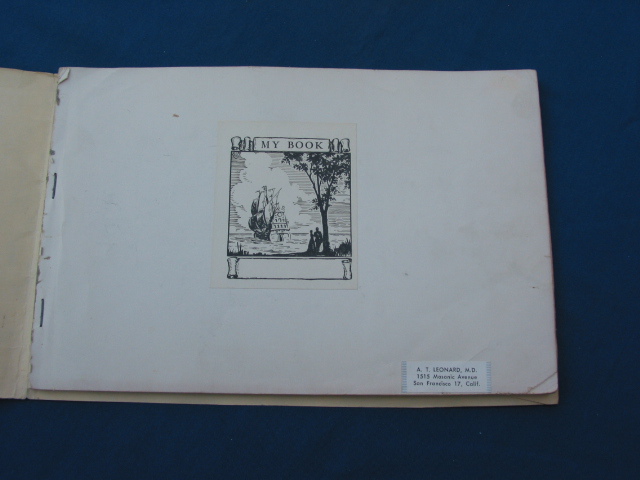 MY BOOK
A. T. LEONARD, M.D.
1515 Masonic Avenue
San Francisco 17, Calif.